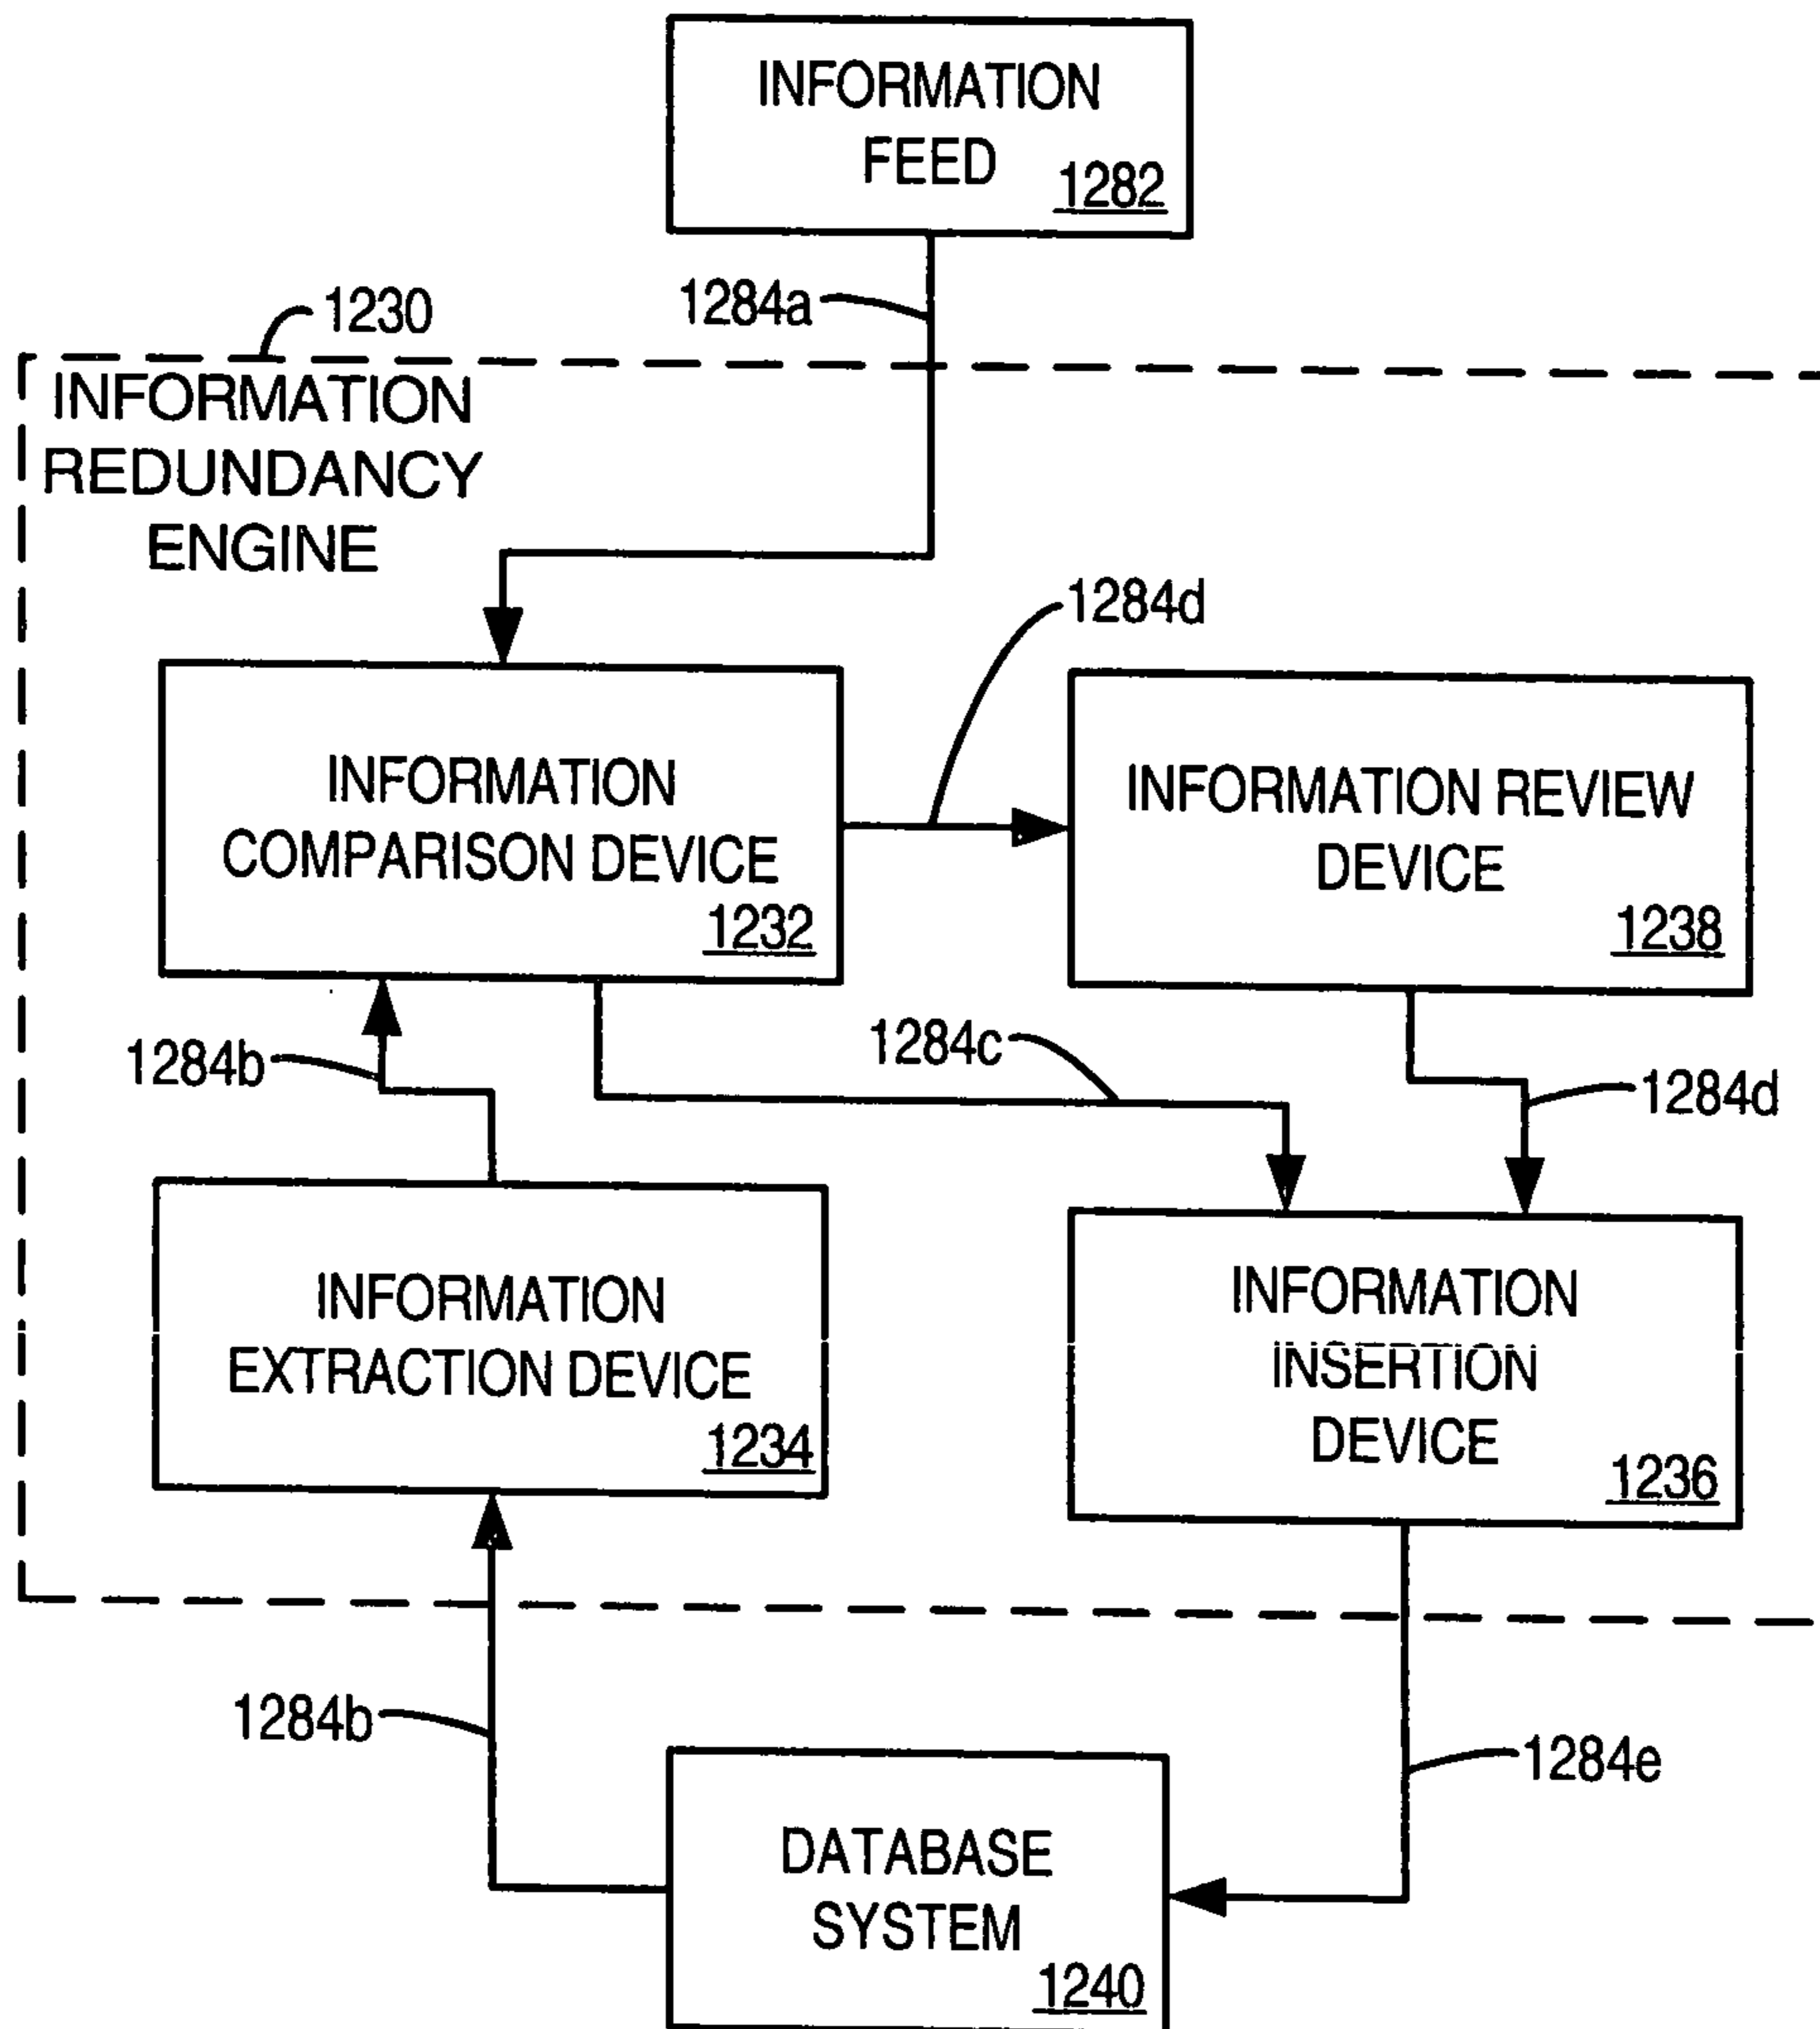 INFORMATION
FEED
1282
1284a
1230
INFORMATION
REDUNDANCY
ENGINE
1284d
INFORMATION
COMPARISON DEVICE
1232
INFORMATION REVIEW
DEVICE
1238
1284b
1284c
1284d
INFORMATION
EXTRACTION DEVICE
1234
INFORMATION
INSERTION
DEVICE
1236
1284b
1284e
DATABASE
SYSTEM
1240